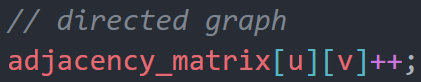 // directed graph
adjacency_matrix[u][v]++;